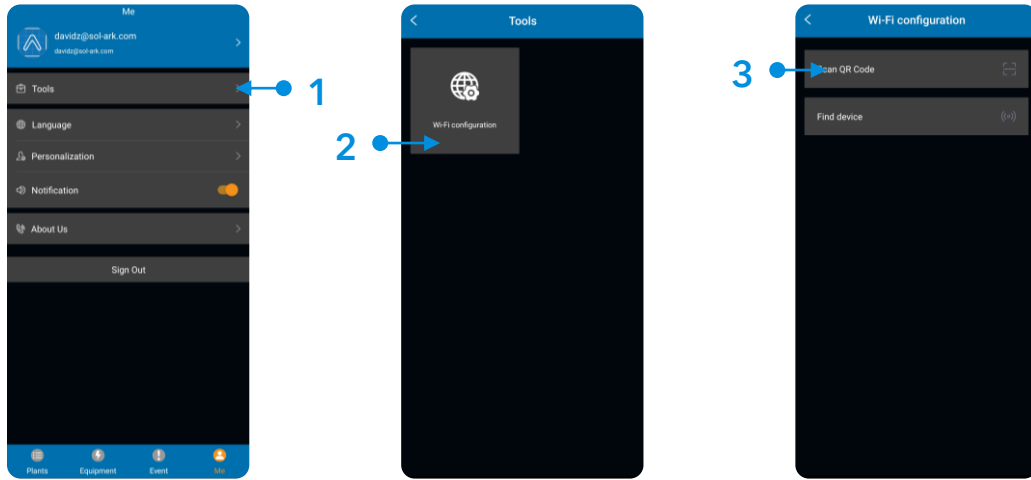 Me
davidz@sol-ark.com
davidz@sol-ark.com
Tools
1
Language
Personalization
Notification
About Us
Sign Out
Plants
Equipment
Event
Me
Tools
Wi-Fi configuration
2
Wi-Fi configuration
3
Scan QR Code
Find device